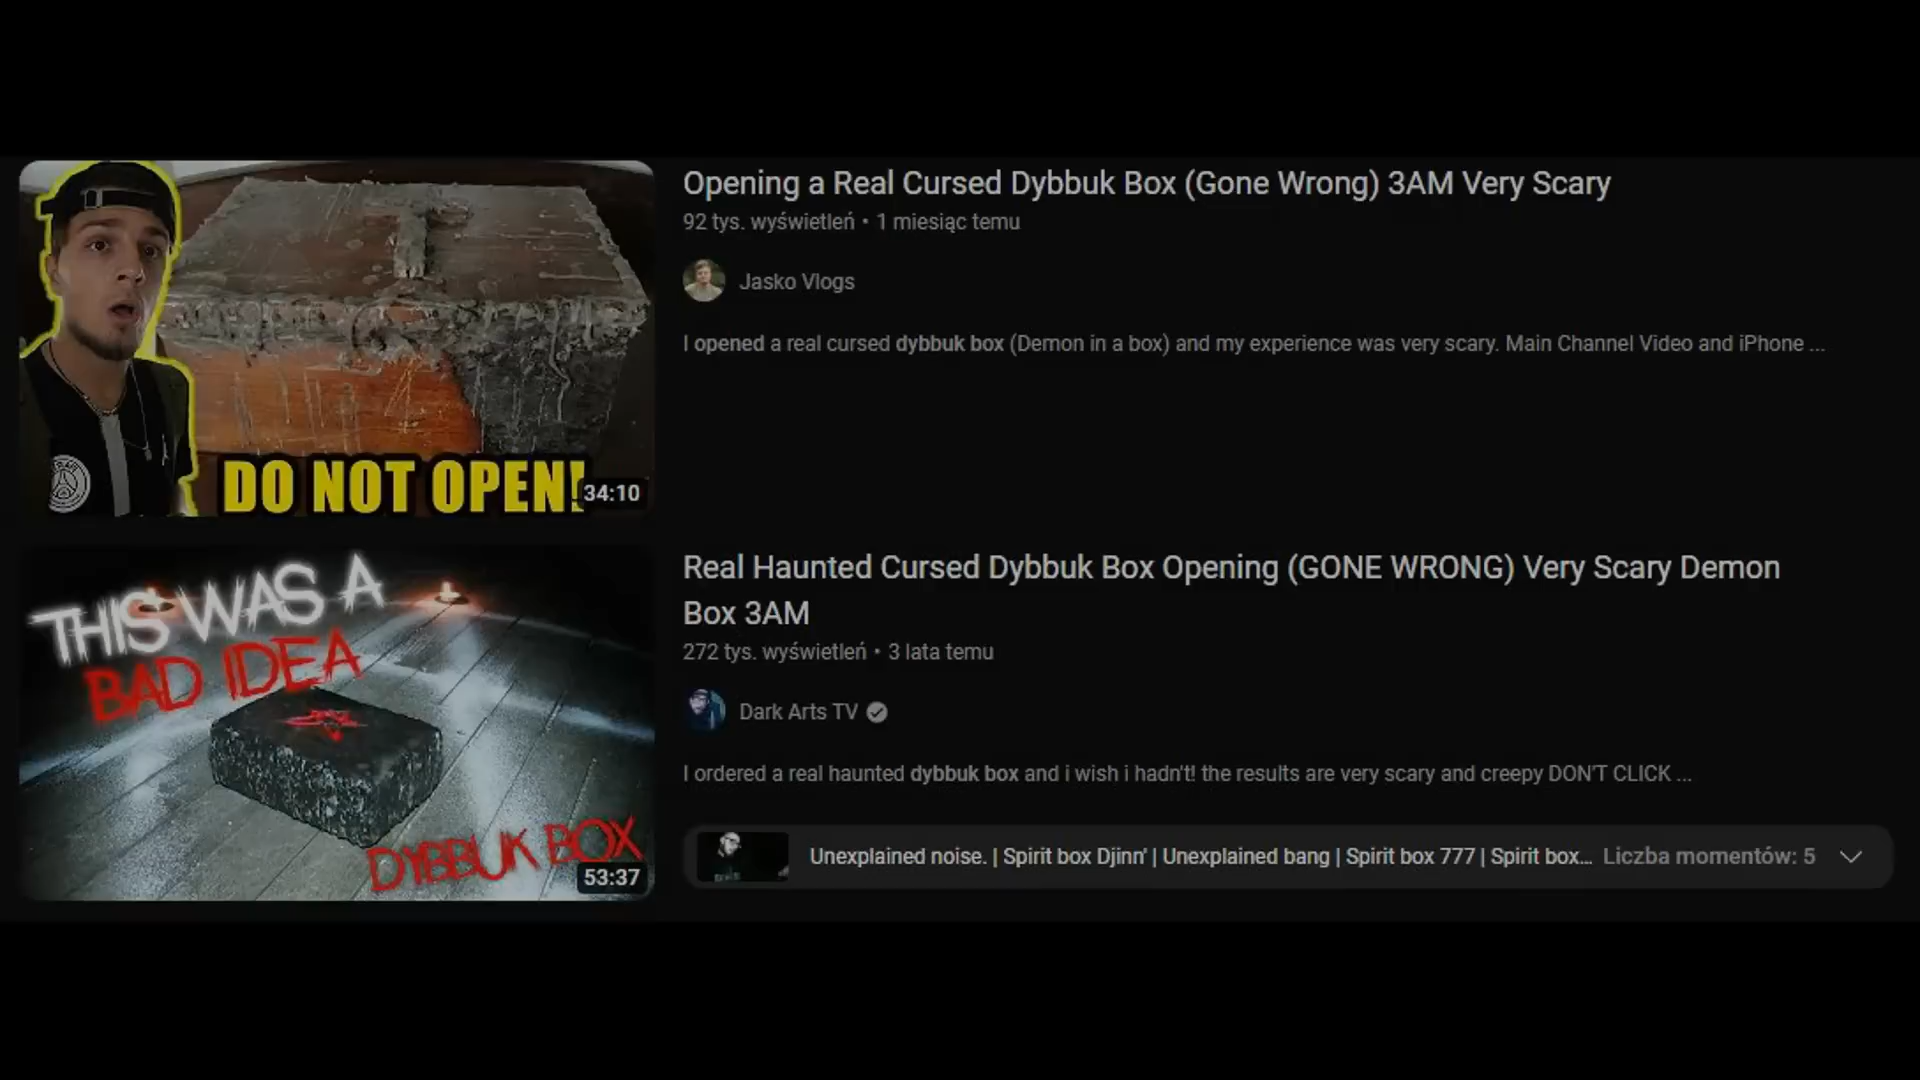 Opening a Real Cursed Dybbuk Box (Gone Wrong) 3AM Very Scary
92 tys. wyświetleń • 1 miesiąc temu
Jasko Vlogs
I opened a real cursed dybbuk box (Demon in a box) and my experience was very scary. Main Channel Video and iPhone ...
DO NOT OPEN!
34:10
THIS WAS A
BAD IDEA
DYBBUK BOX
53:37
Real Haunted Cursed Dybbuk Box Opening (GONE WRONG) Very Scary Demon
Box 3AM
272 tys. wyświetleń • 3 lata temu
Dark Arts TV
I ordered a real haunted dybbuk box and i wish i hadn't! the results are very scary and creepy DON'T CLICK ...
Unexplained noise. | Spirit box Djinn' | Unexplained bang | Spirit box 777 | Spirit box... Liczba momentów: 5